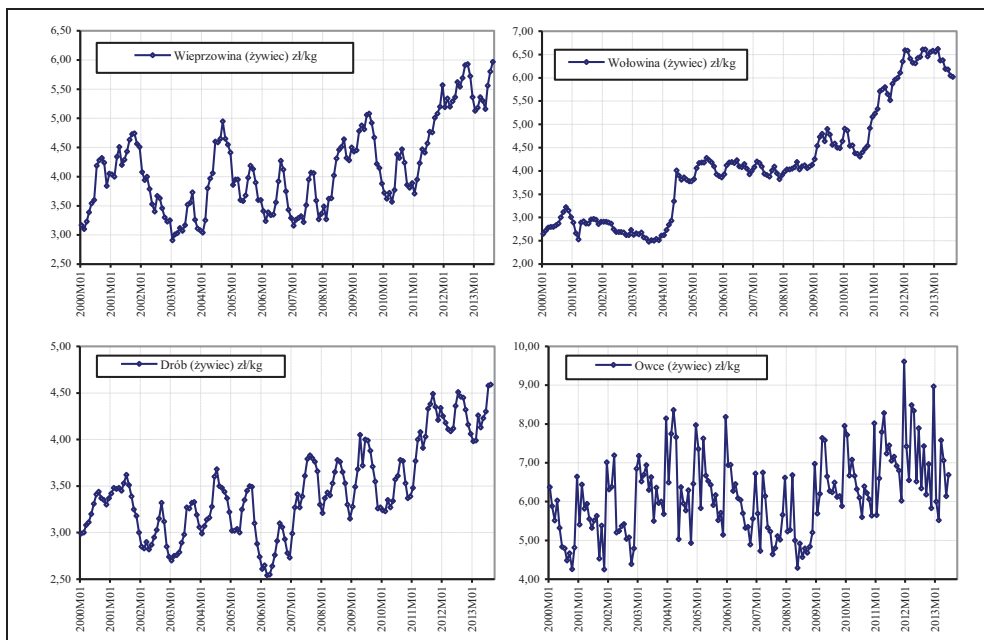 Wieprzowina (żywiec) zł/kg
6,50
6,00
5,50
5,00
4,50
4,00
3,50
3,00
2,50
2000M01
2001M01
2002M01
2003M01
2004M01
2005M01
2006M01
2007M01
2008M01
2009M01
2010M01
2011M01
2012M01
2013M01
Wołowina (żywiec) zł/kg
7,00
6,50
6,00
5,50
5,00
4,50
4,00
3,50
3,00
2,50
2,00
2000M01
2001M01
2002M01
2003M01
2004M01
2005M01
2006M01
2007M01
2008M01
2009M01
2010M01
2011M01
2012M01
2013M01
Drób (żywiec) zł/kg
5,00
4,50
4,00
3,50
3,00
2,50
2000M01
2001M01
2002M01
2003M01
2004M01
2005M01
2006M01
2007M01
2008M01
2009M01
2010M01
2011M01
2012M01
2013M01
Owce (żywiec) zł/kg
10,00
9,00
8,00
7,00
6,00
5,00
4,00
2000M01
2001M01
2002M01
2003M01
2004M01
2005M01
2006M01
2007M01
2008M01
2009M01
2010M01
2011M01
2012M01
2013M01